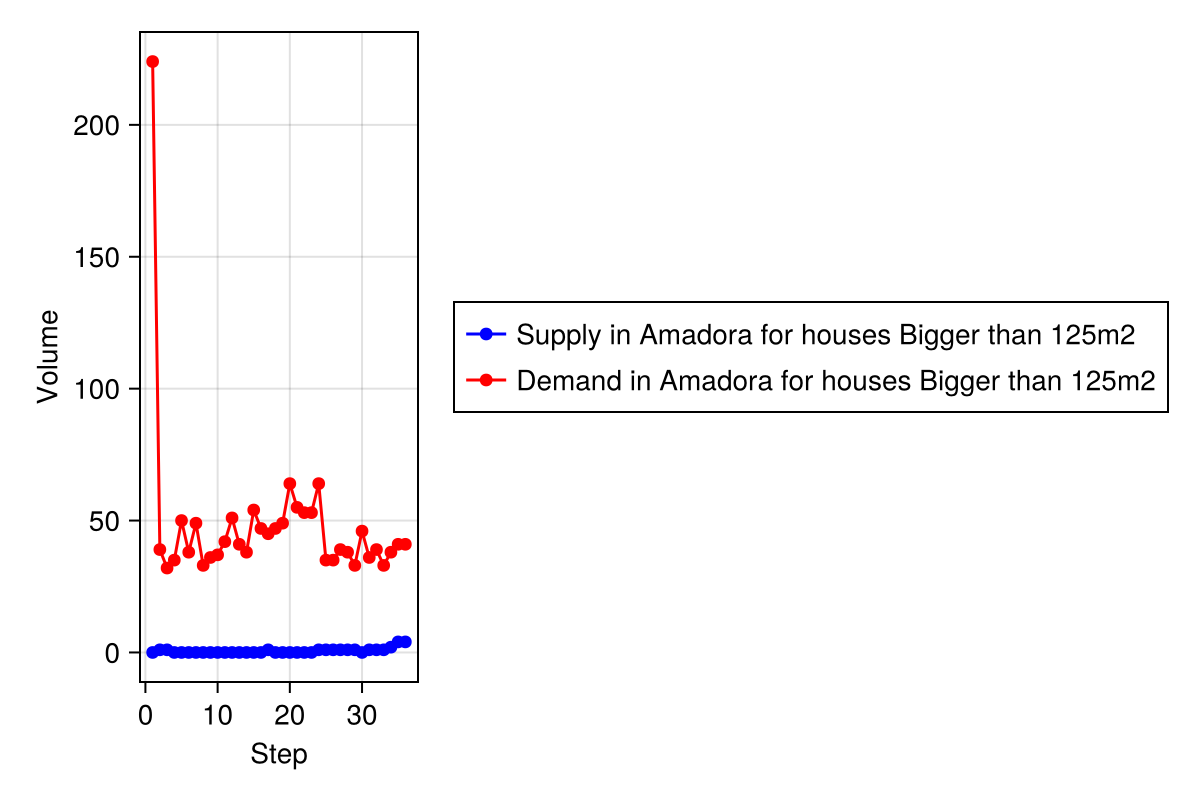 200
150
100
50
0
Volume
0 10 20 30
Step
Supply in Amadora for houses Bigger than 125m2
Demand in Amadora for houses Bigger than 125m2